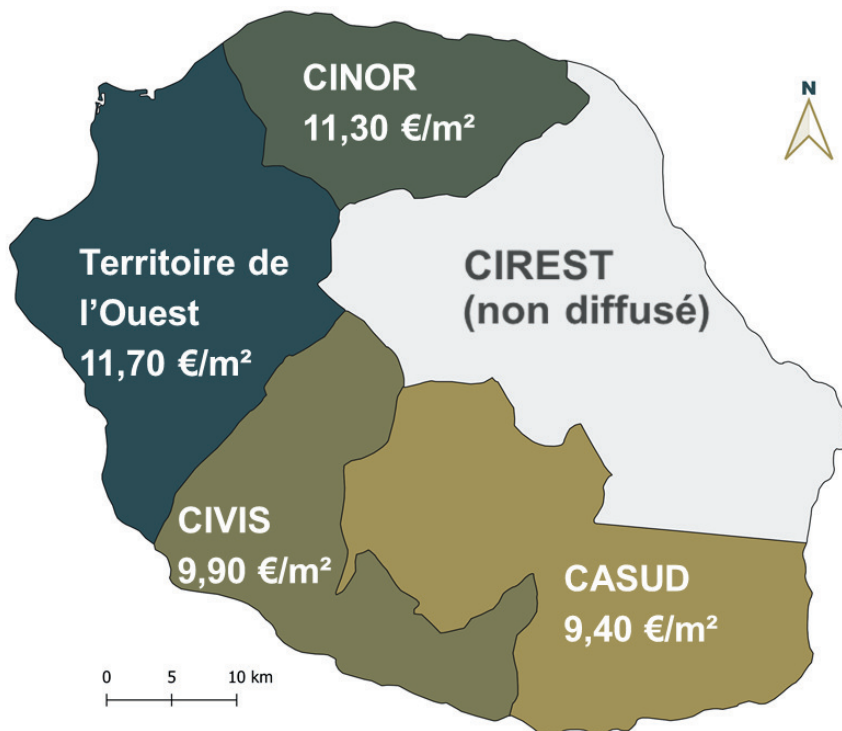 CINOR
11,30 €/m²
N
Territoire de
l’Ouest
11,70 €/m²
CIREST
(non diffusé)
CIVIS
9,90 €/m²
CASUD
9,40 €/m²
0 5 10 km